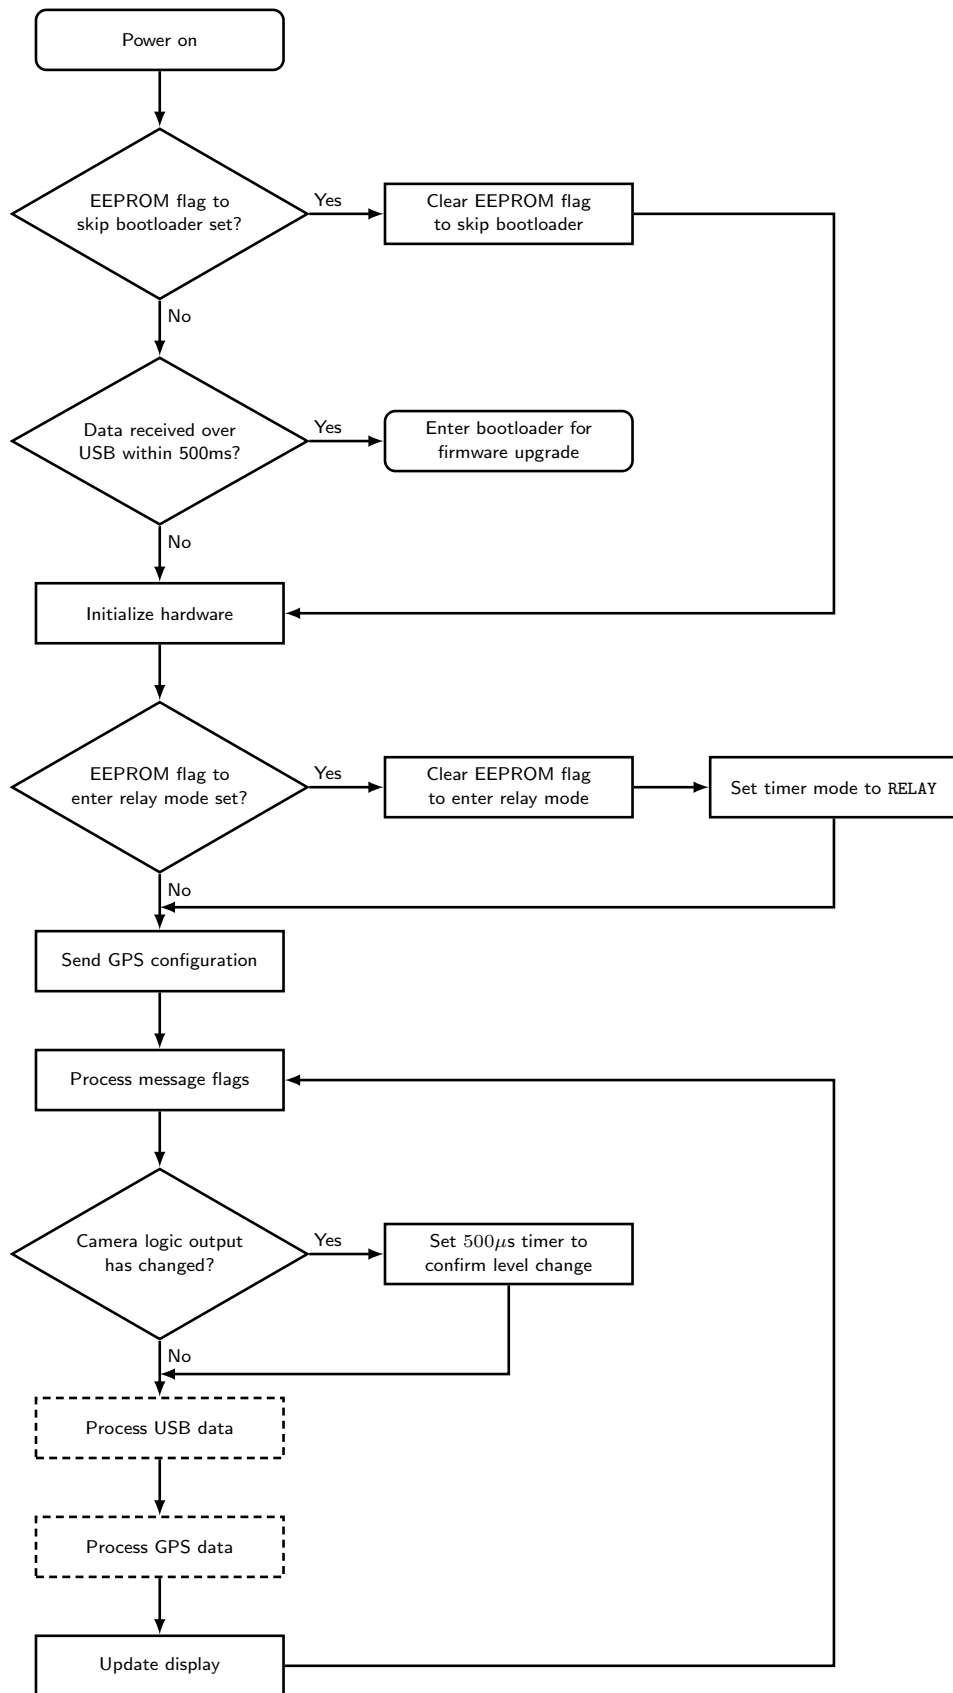 Power on
EEPROM flag to
skip bootloader set?
Yes
Clear EEPROM flag
to skip bootloader
No
Data received over
USB within 500ms?
Yes
Enter bootloader for
firmware upgrade
No
Initialize hardware
EEPROM flag to
enter relay mode set?
Yes
Clear EEPROM flag
to enter relay mode
Set timer mode to RELAY
No
Send GPS configuration
Process message flags
Camera logic output
has changed?
Yes
Set 500μs timer to
confirm level change
No
Process USB data
Process GPS data
Update display